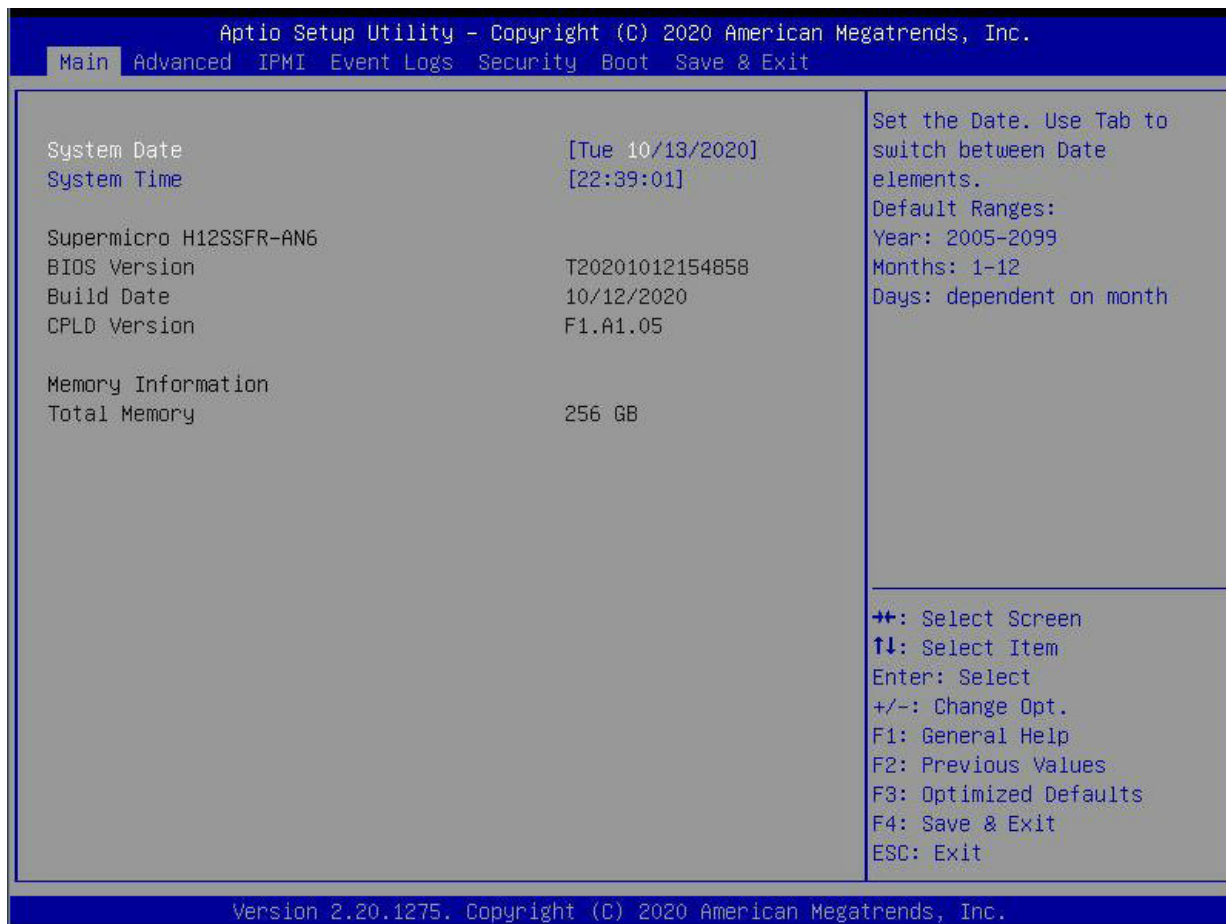 Aptio Setup Utility – Copyright (C) 2020 American Megatrends, Inc.
Main Advanced IPMI Event Logs Security Boot Save & Exit
System Date [Tue 10/13/2020]
System Time [22:39:01]
Supermicro H12SSFR-AN6
BIOS Version T20201012154858
Build Date 10/12/2020
CPLD Version F1.A1.05
Memory Information
Total Memory 256 GB
Set the Date. Use Tab to
switch between Date
elements.
Default Ranges:
Year: 2005-2099
Months: 1-12
Days: dependent on month
→←: Select Screen
↑↓: Select Item
Enter: Select
+/-: Change Opt.
F1: General Help
F2: Previous Values
F3: Optimized Defaults
F4: Save & Exit
ESC: Exit
Version 2.20.1275. Copyright (C) 2020 American Megatrends, Inc.